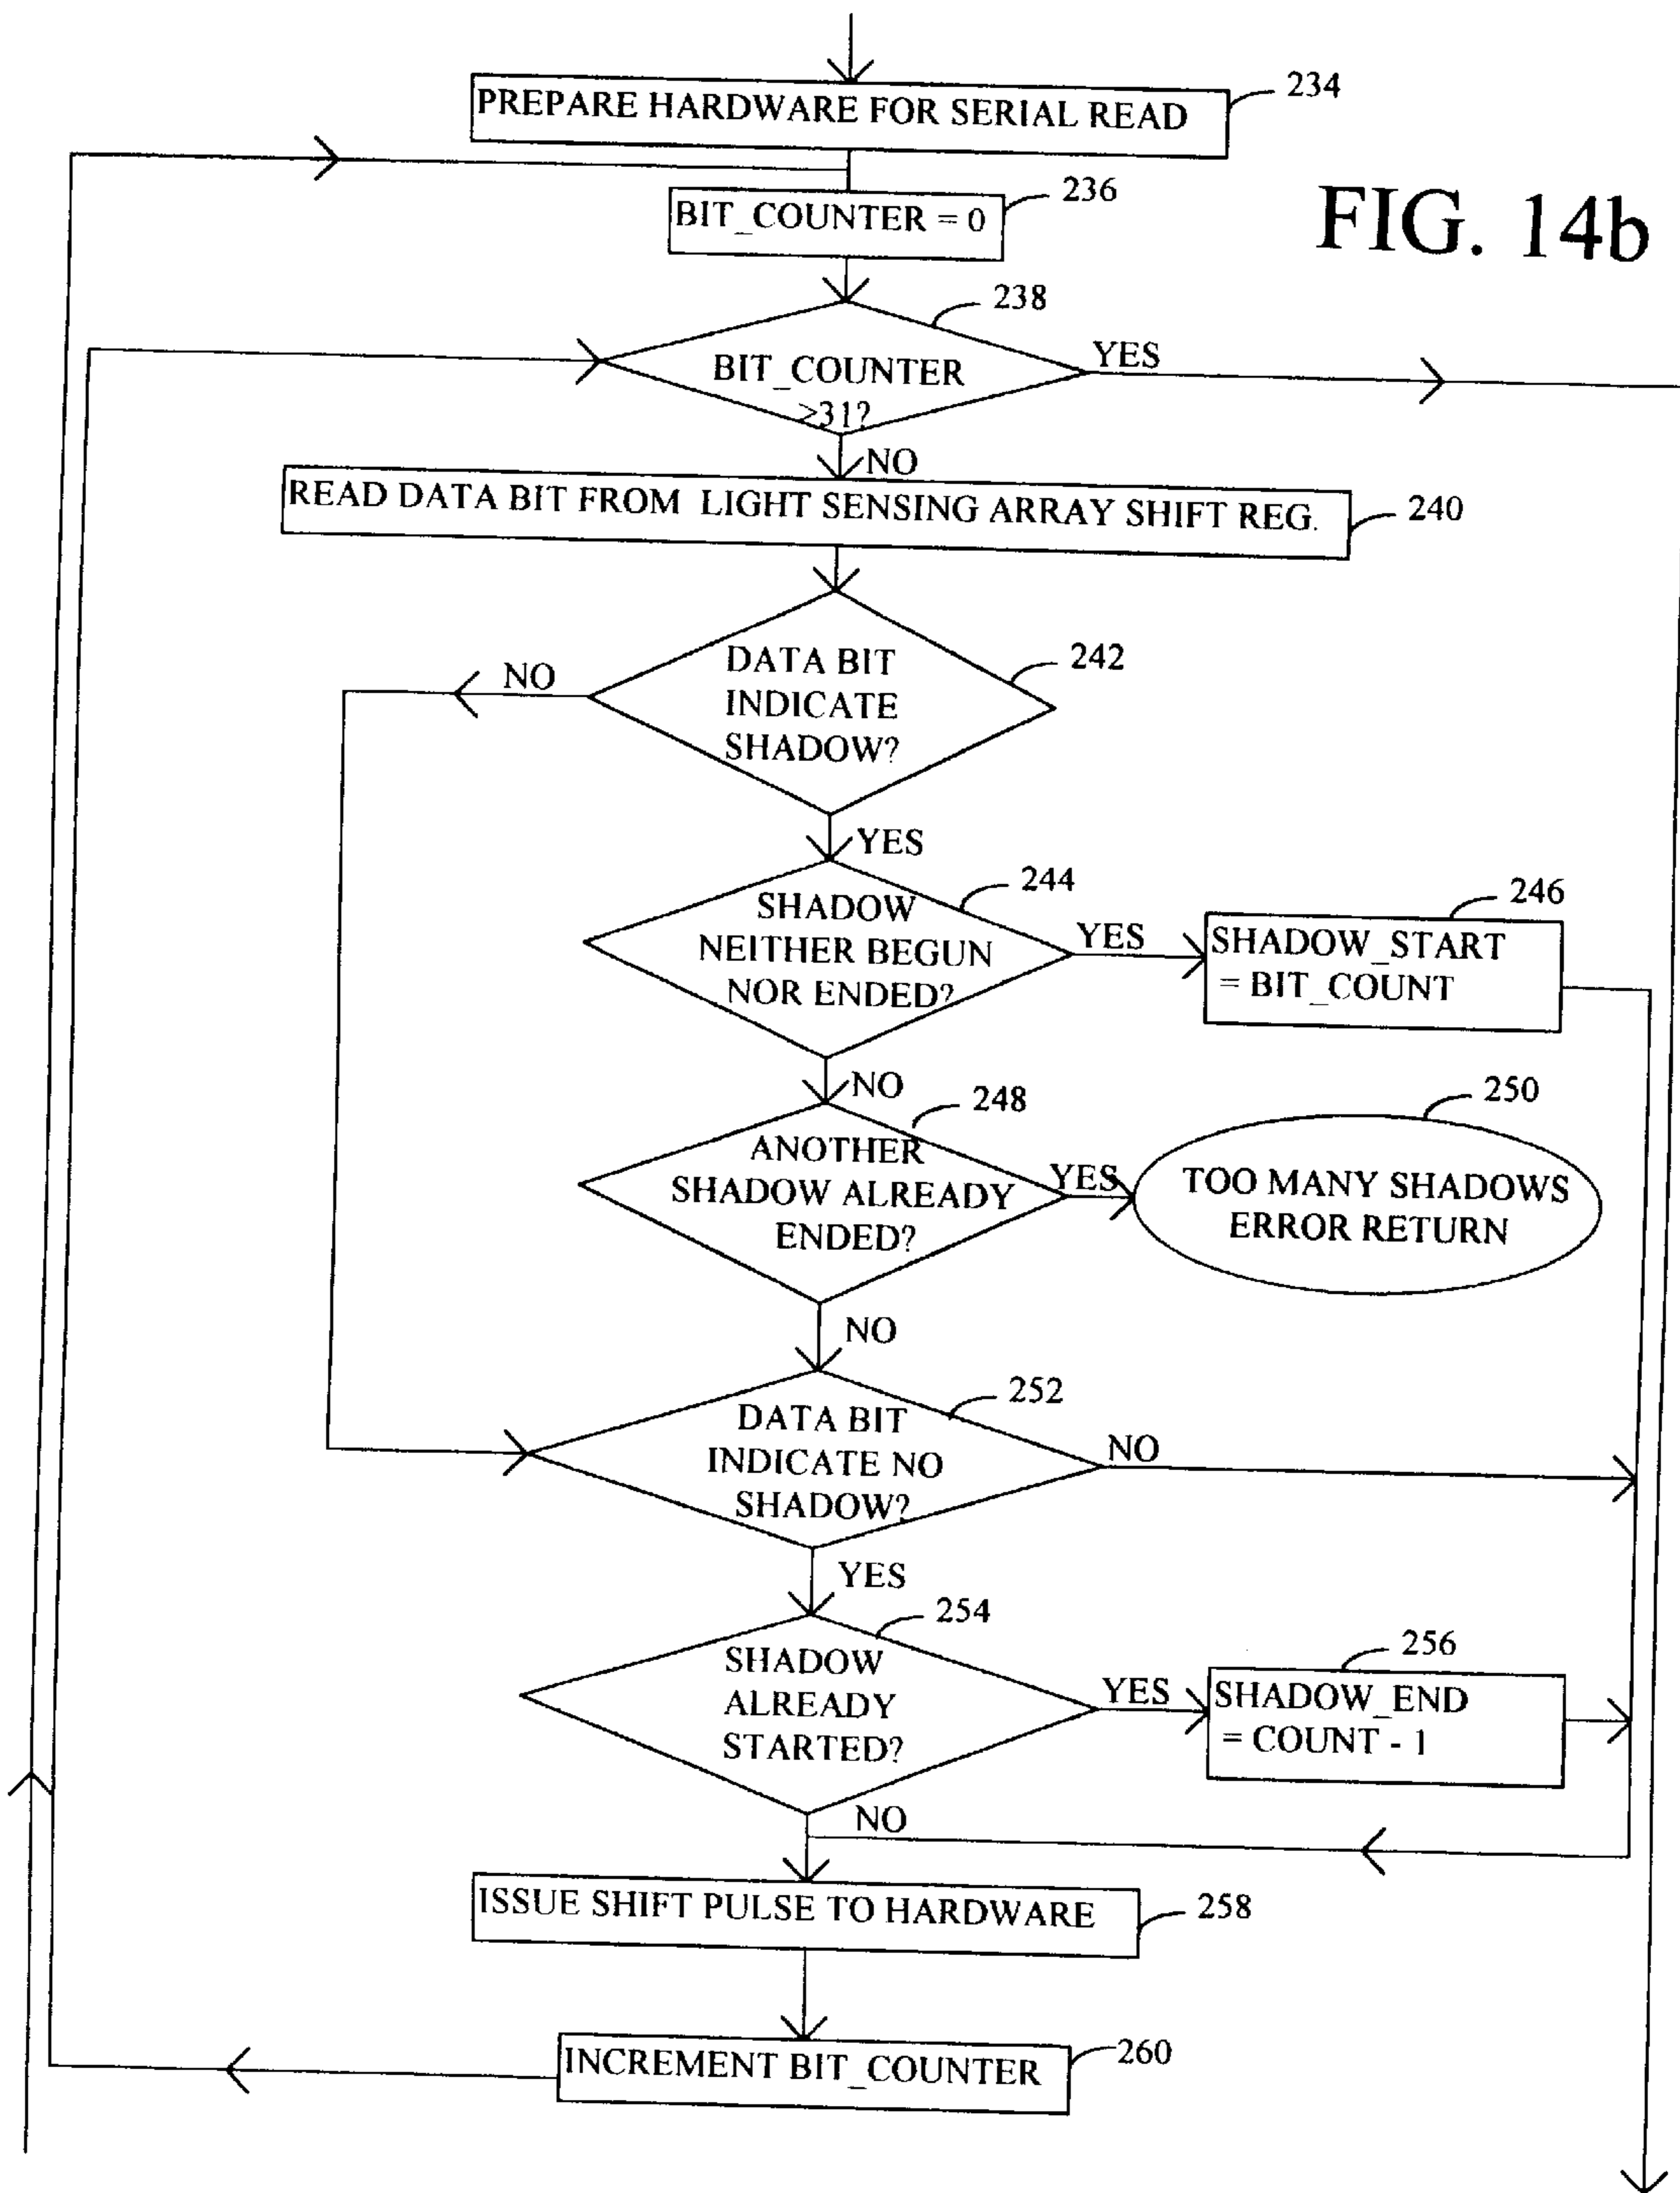 PREPARE HARDWARE FOR SERIAL READ
234
BIT_COUNTER = 0
236
FIG. 14b
238
BIT_COUNTER
>31?
YES
NO
READ DATA BIT FROM LIGHT SENSING ARRAY SHIFT REG.
240
DATA BIT
INDICATE
SHADOW?
242
NO
YES
SHADOW
NEITHER BEGUN
NOR ENDED?
244
YES
SHADOW_START
= BIT_COUNT
246
NO
ANOTHER
SHADOW ALREADY
ENDED?
248
YES
TOO MANY SHADOWS
ERROR RETURN
250
NO
DATA BIT
INDICATE NO
SHADOW?
252
NO
YES
SHADOW
ALREADY
STARTED?
254
YES
SHADOW_END
= COUNT - 1
256
NO
ISSUE SHIFT PULSE TO HARDWARE
258
INCREMENT BIT_COUNTER
260